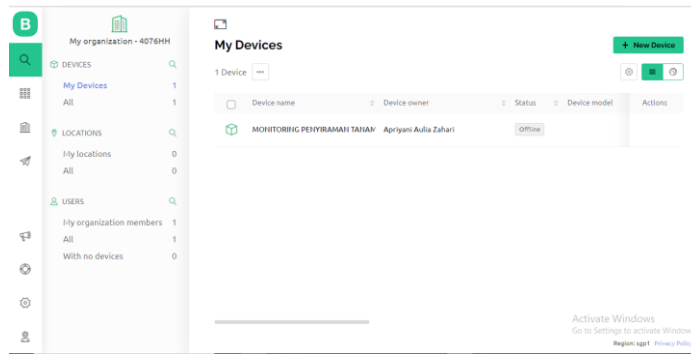 B
My organization - 4076HH
DEVICES
My Devices 1
All 1
LOCATIONS
My locations 0
All 0
USERS
My organization members 1
All 1
With no devices 0
My Devices
+ New Device
1 Device ...
Device name Device owner Status Device model Actions
MONITORING PENYIRAMAN TANAM Apriyani Aulia Zahari Offline
Activate Windows
Go to Settings to activate Window
Region: sgp1 Privacy Policy